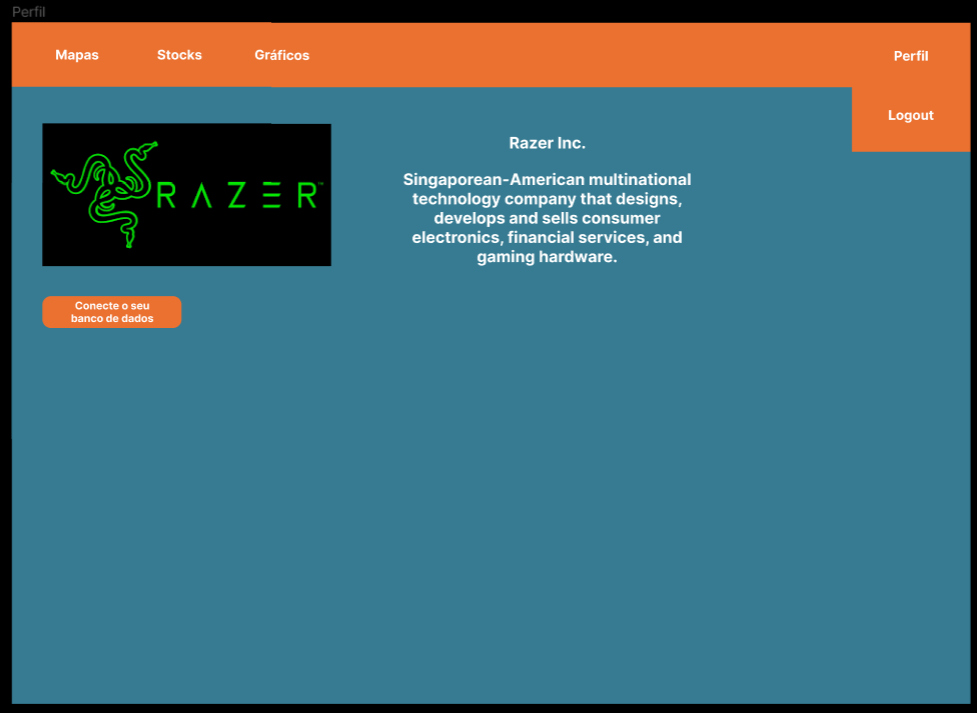 Perfil
Mapas Stocks Gráficos Perfil
Logout
RAZER™
Razer Inc.
Singaporean-American multinational
technology company that designs,
develops and sells consumer
electronics, financial services, and
gaming hardware.
Conecte o seu
banco de dados